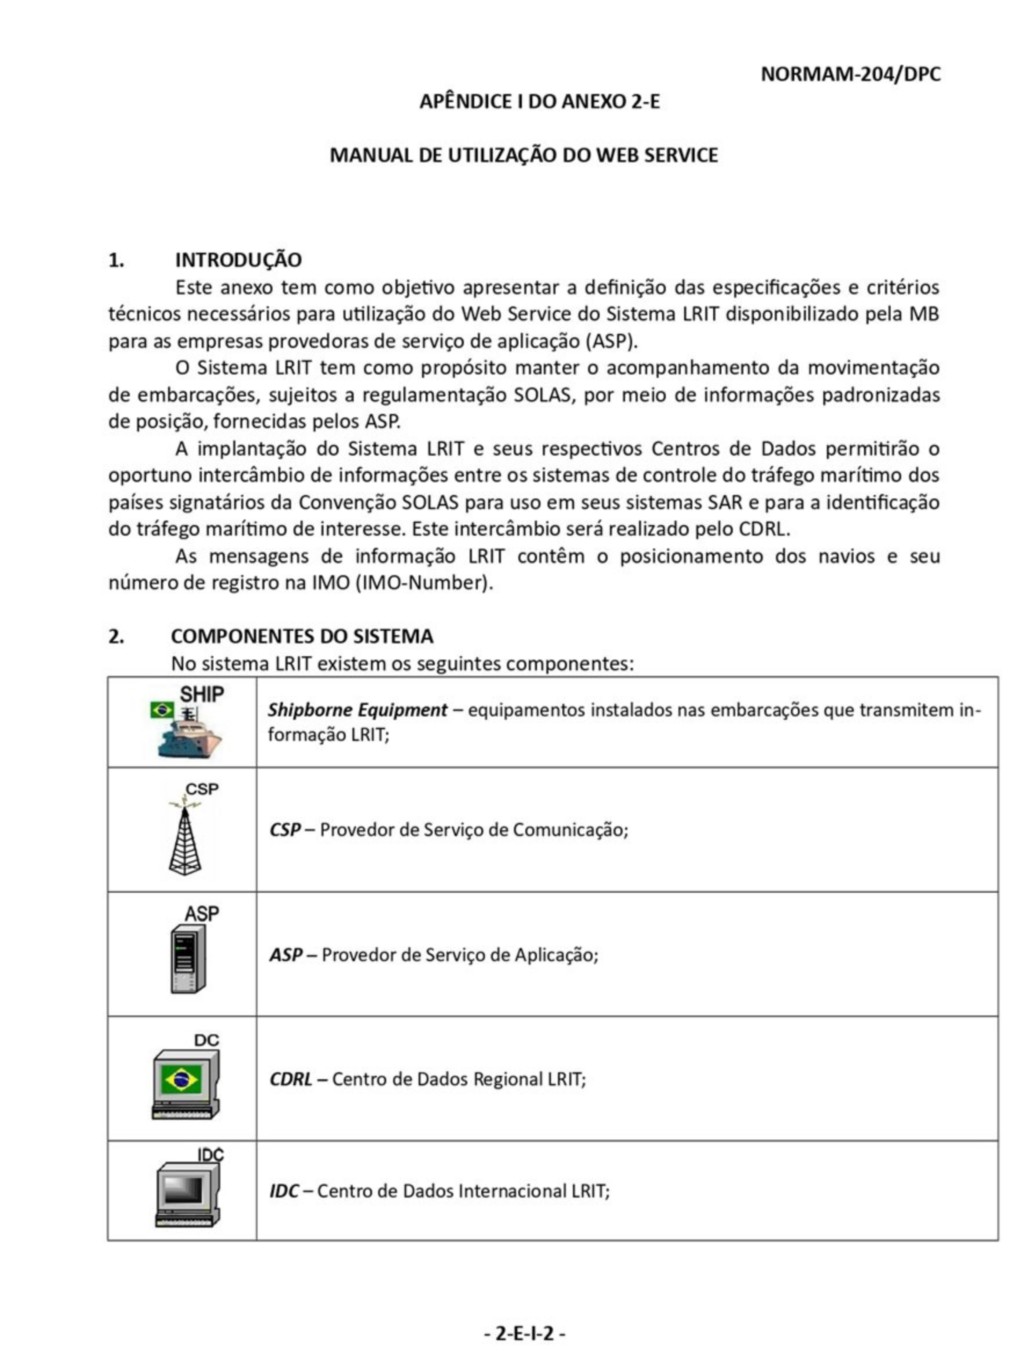 NORMAM-204/DPC
APÊNDICE I DO ANEXO 2-E
MANUAL DE UTILIZAÇÃO DO WEB SERVICE
1. INTRODUÇÃO
Este anexo tem como objetivo apresentar a definição das especificações e critérios
técnicos necessários para utilização do Web Service do Sistema LRIT disponibilizado pela MB
para as empresas provedoras de serviço de aplicação (ASP).
O Sistema LRIT tem como propósito manter o acompanhamento da movimentação
de embarcações, sujeitos a regulamentação SOLAS, por meio de informações padronizadas
de posição, fornecidas pelos ASP.
A implantação do Sistema LRIT e seus respectivos Centros de Dados permitirão o
oportuno intercâmbio de informações entre os sistemas de controle do tráfego marítimo dos
países signatários da Convenção SOLAS para uso em seus sistemas SAR e para a identificação
do tráfego marítimo de interesse. Este intercâmbio será realizado pelo CDRL.
As mensagens de informação LRIT contêm o posicionamento dos navios e seu
número de registro na IMO (IMO-Number).
2. COMPONENTES DO SISTEMA
No sistema LRIT existem os seguintes componentes:
SHIP
Shipborne Equipment – equipamentos instalados nas embarcações que transmitem in-
formação LRIT;
CSP
CSP – Provedor de Serviço de Comunicação;
ASP
ASP – Provedor de Serviço de Aplicação;
DC
CDRL – Centro de Dados Regional LRIT;
IDC
IDC – Centro de Dados Internacional LRIT;
- 2-E-I-2 -